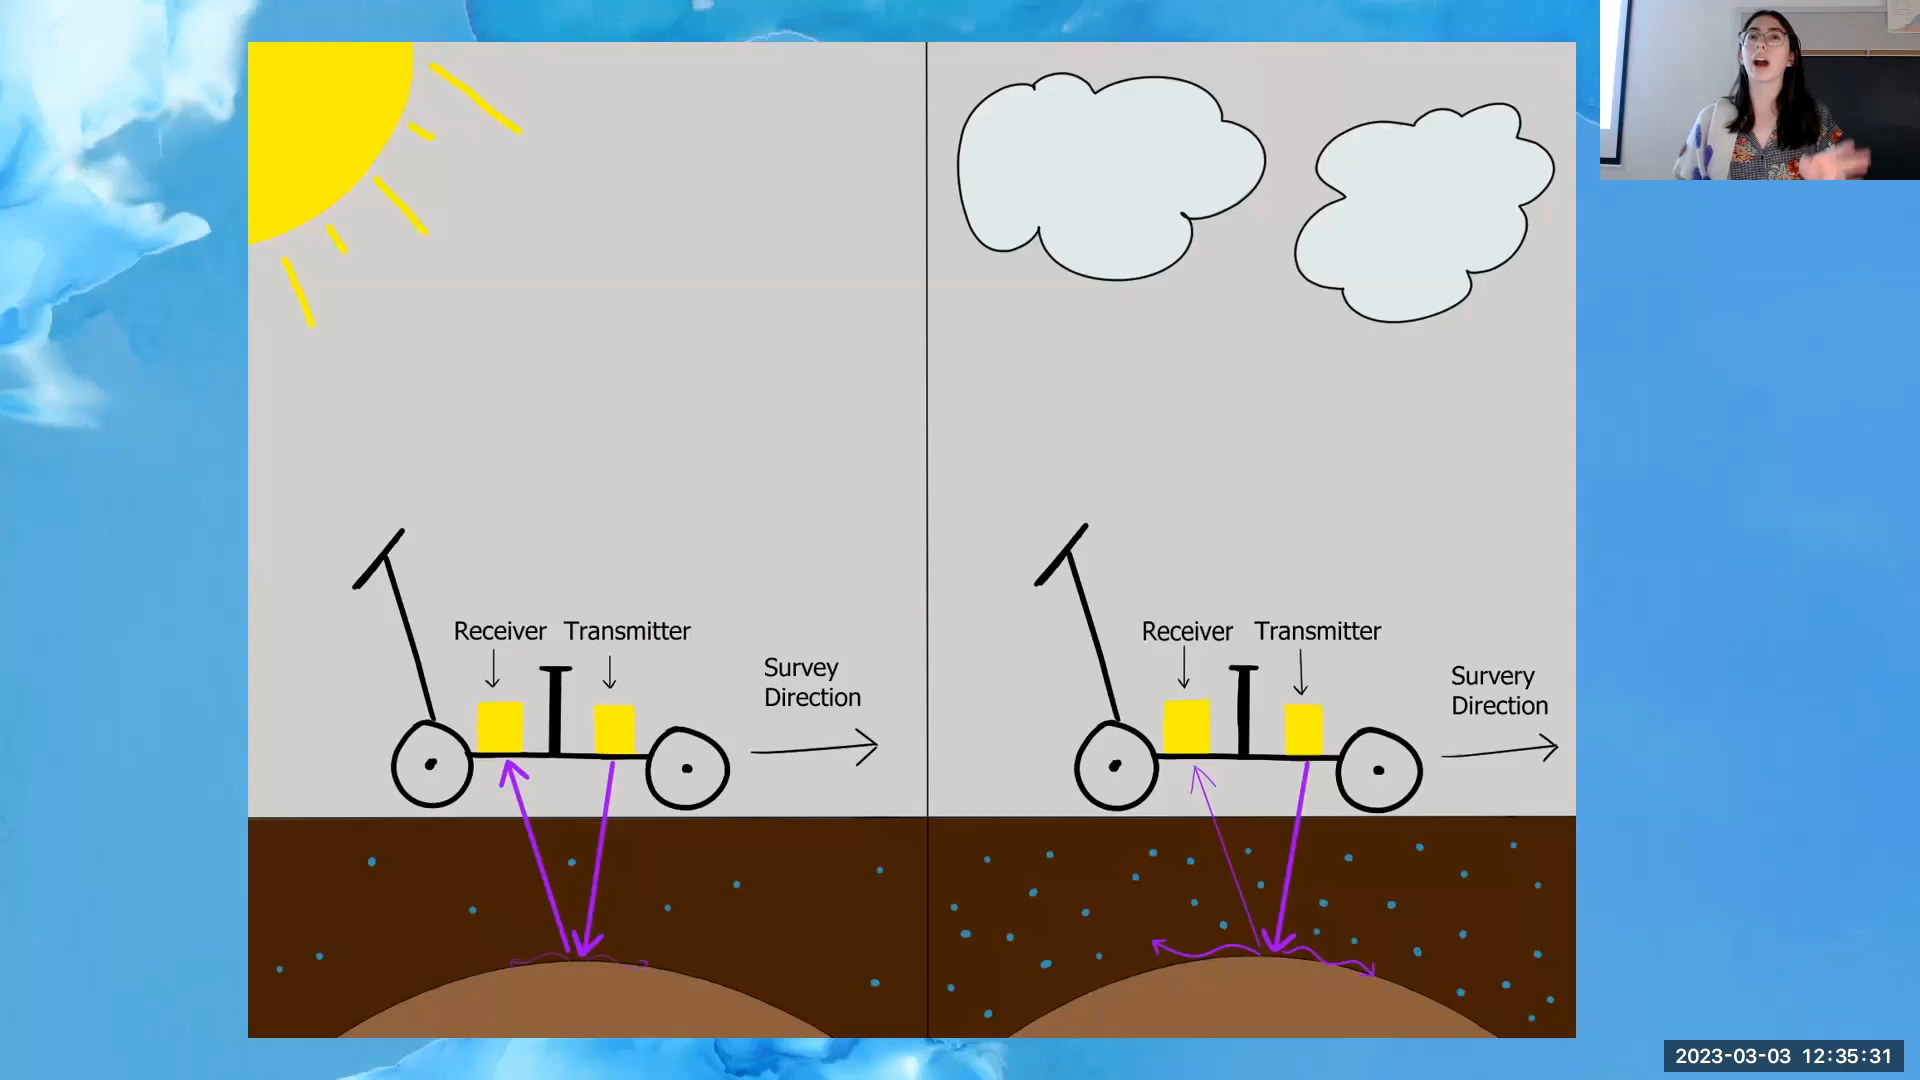 Receiver Transmitter
Survey
Direction
Receiver Transmitter
Survery
Direction
2023-03-03 12:35:31